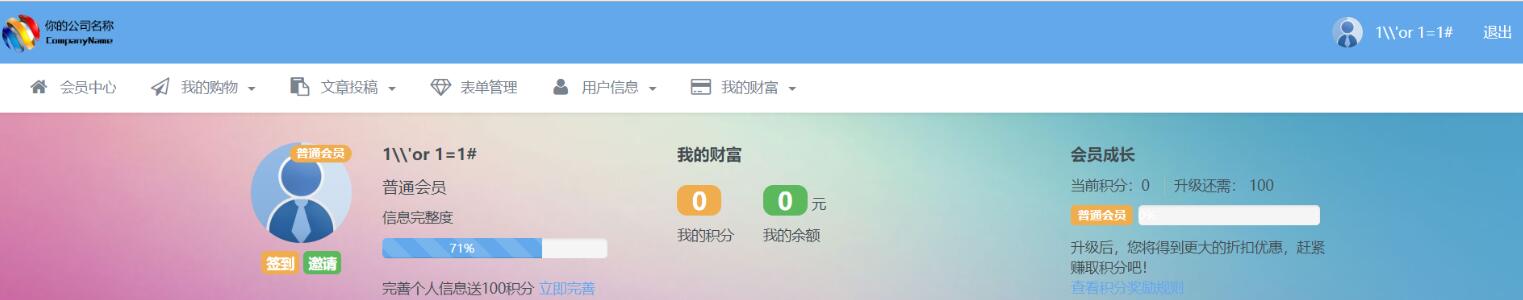 你的公司名称
CompanyName
1\\'or 1=1#
退出
会员中心
我的购物
文章投稿
表单管理
用户信息
我的财富
普通会员
签到
邀请
1\\'or 1=1#
普通会员
信息完整度
71%
完善个人信息送100积分 立即完善
我的财富
0
我的积分
0 元
我的余额
会员成长
当前积分：0 升级还需： 100
普通会员 0%
升级后，您将得到更大的折扣优惠，赶紧
赚取积分吧！
查看积分奖励规则